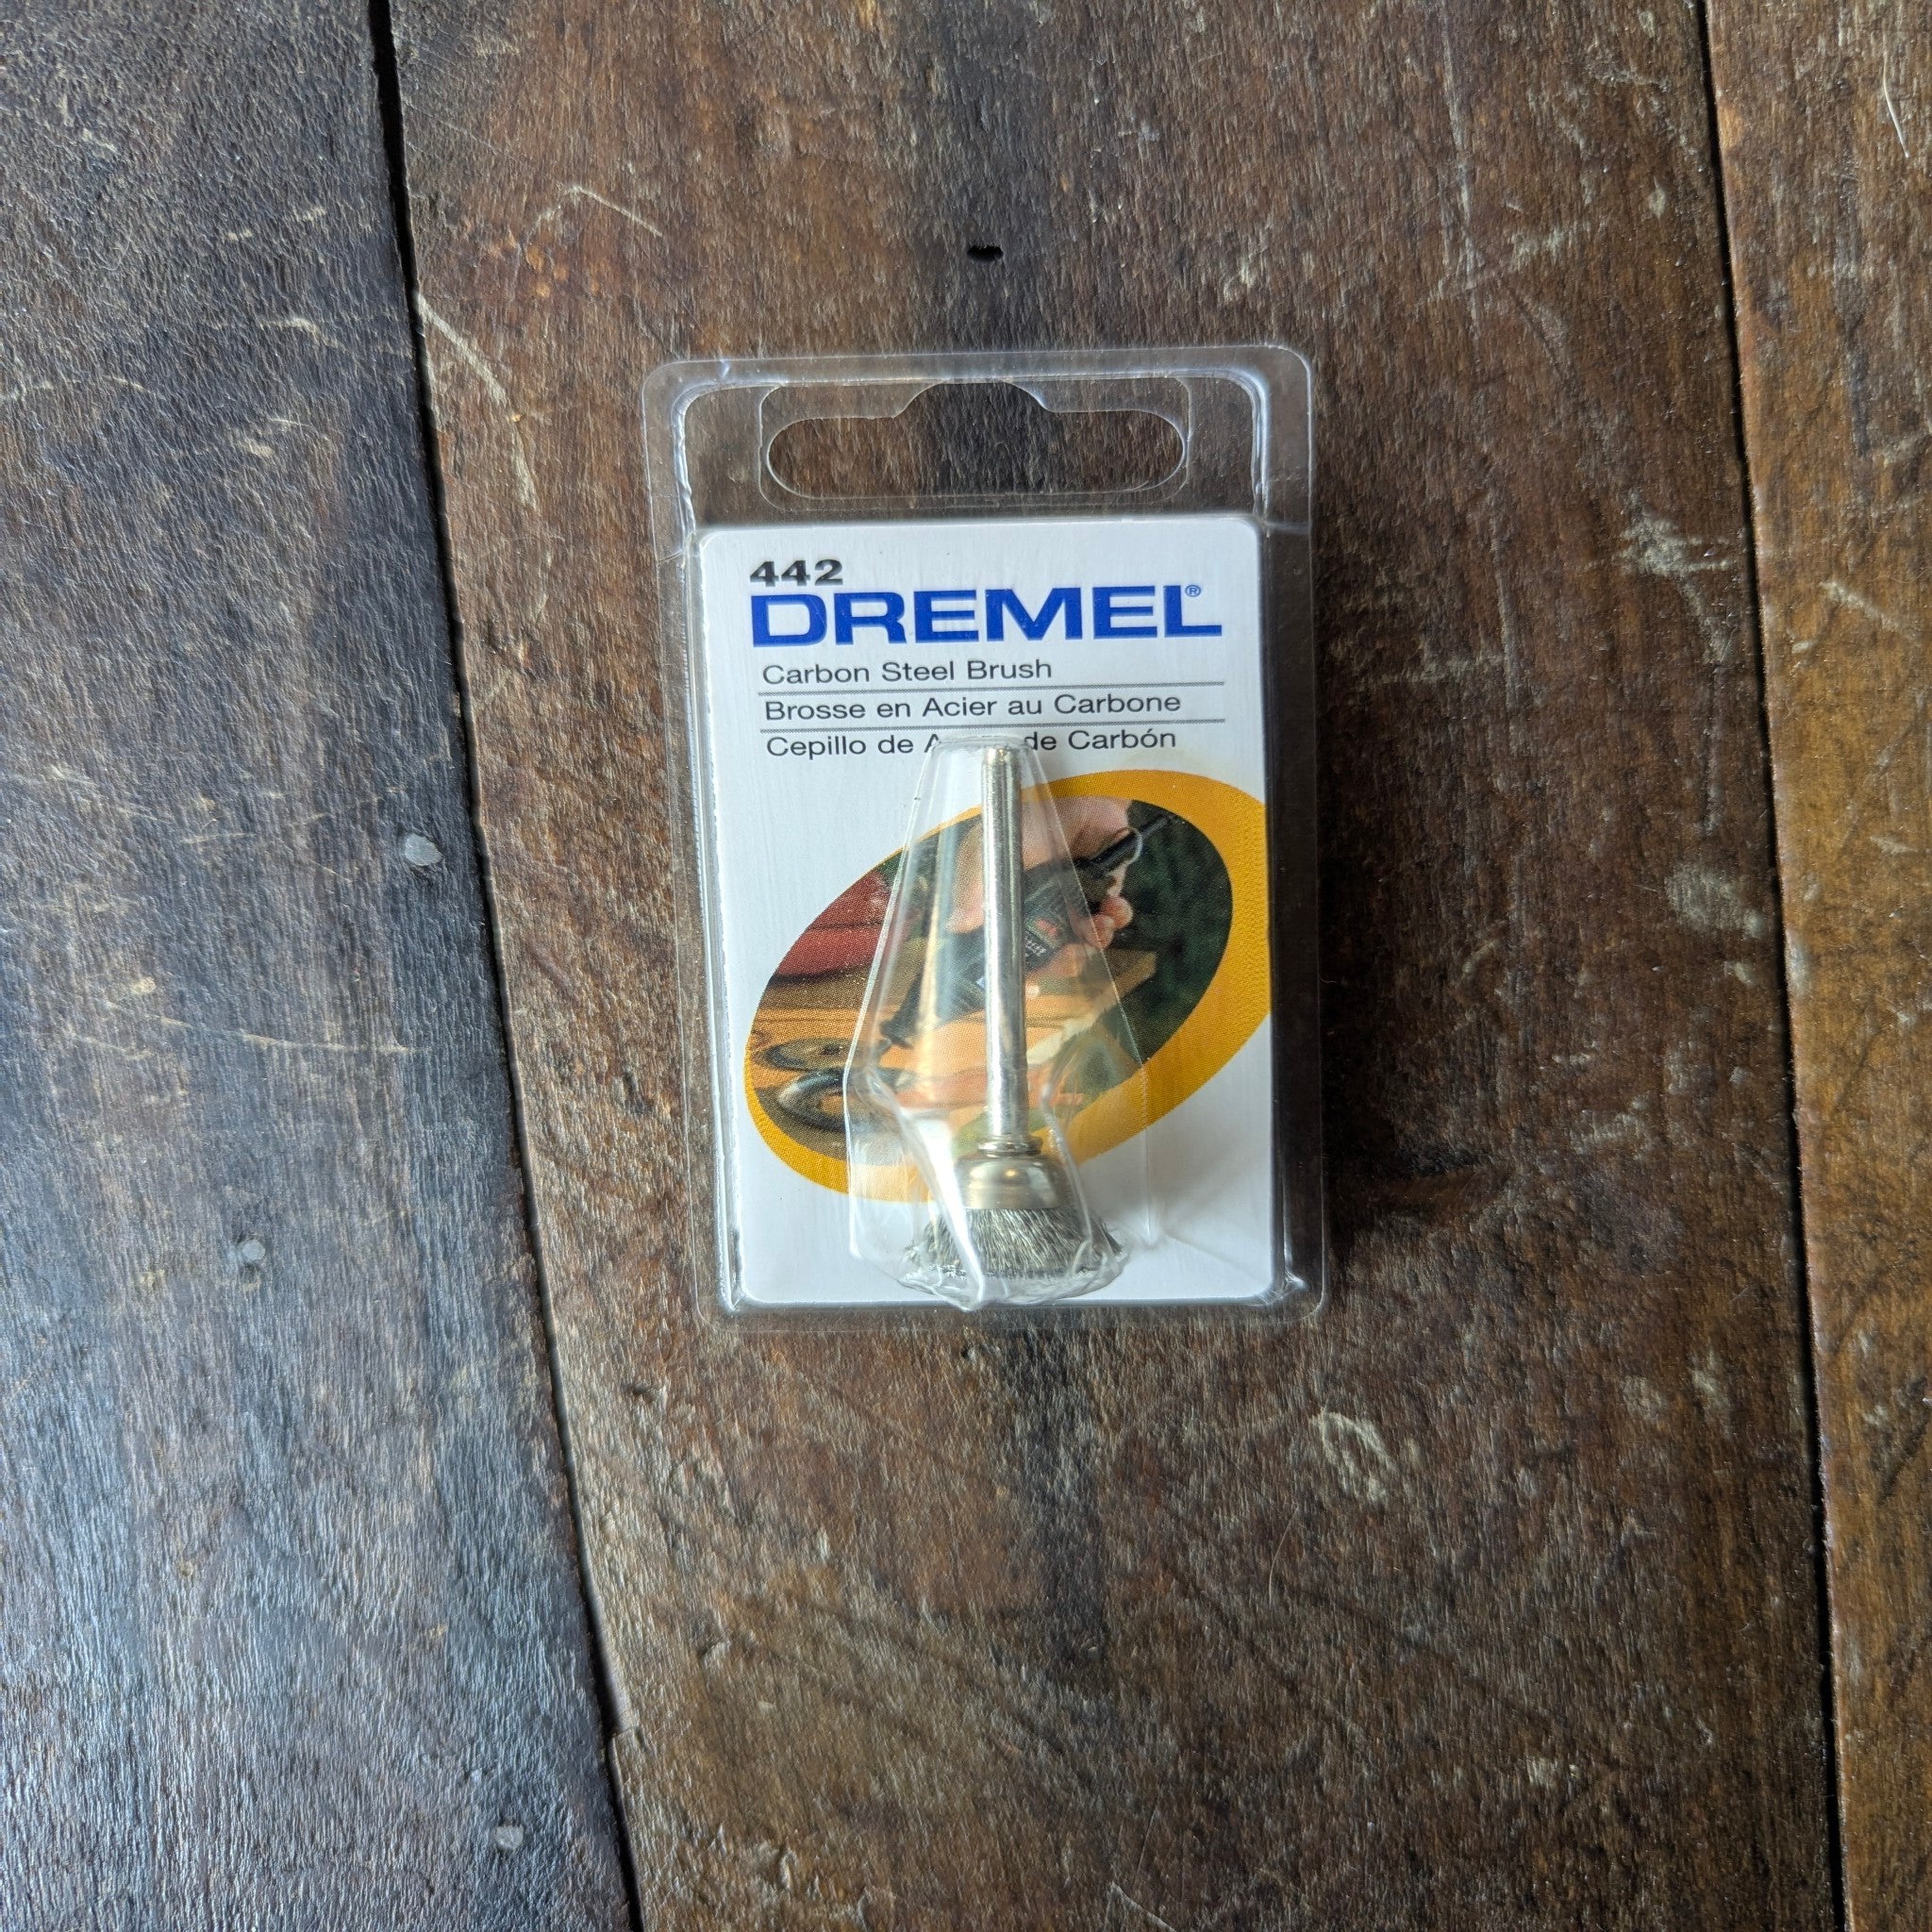 442
DREMEL®
Carbon Steel Brush
Brosse en Acier au Carbone
Cepillo de de Carbón